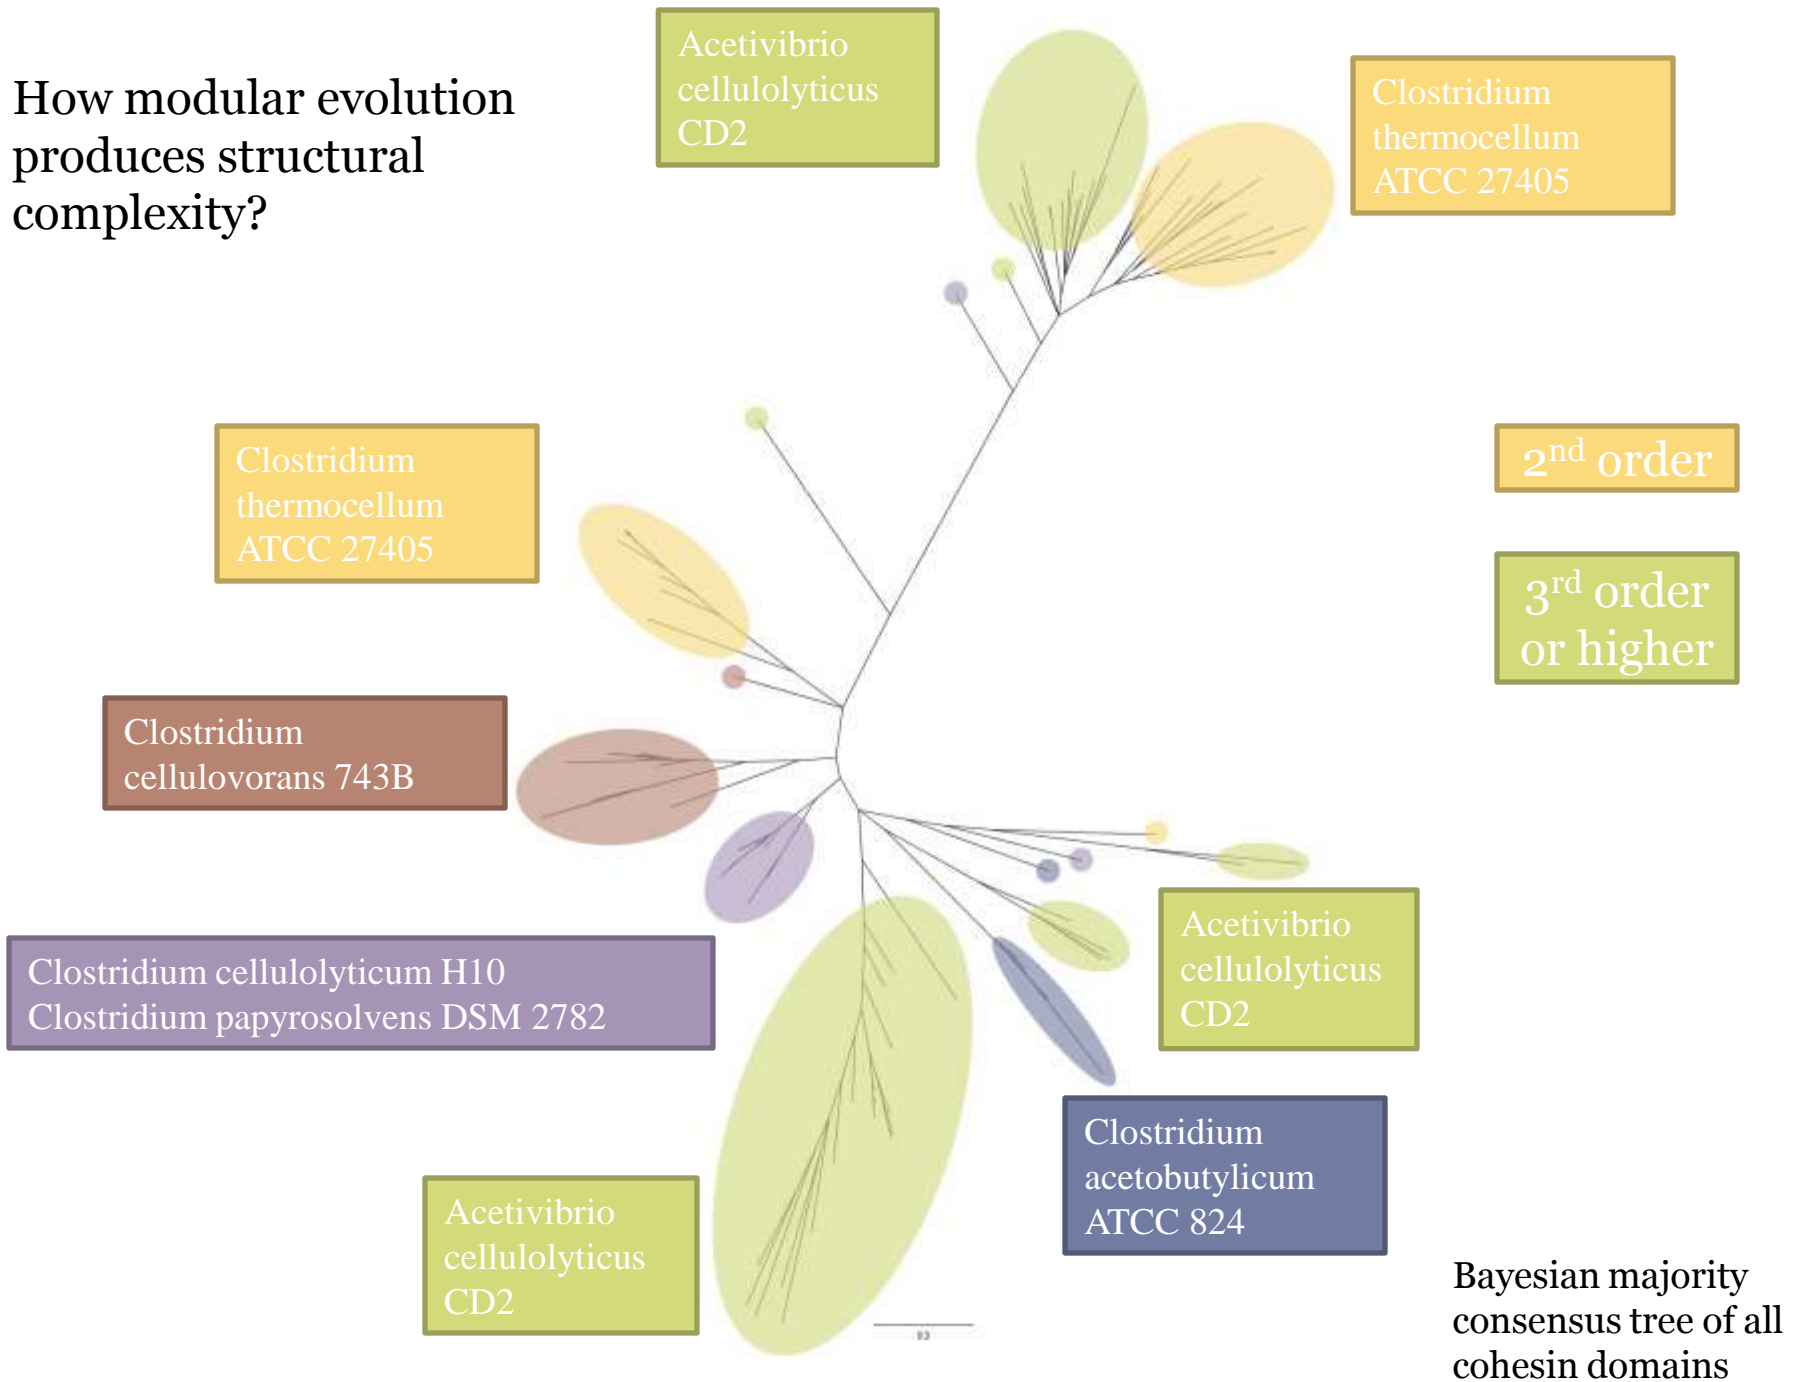 How modular evolution
produces structural
complexity?
Acetivibrio
cellulolyticus
CD2
Clostridium
thermocellum
ATCC 27405
Clostridium
thermocellum
ATCC 27405
2nd order
3rd order
or higher
Clostridium
cellulovorans 743B
Clostridium cellulolyticum H10
Clostridium papyrosolvens DSM 2782
Acetivibrio
cellulolyticus
CD2
Clostridium
acetobutylicum
ATCC 824
Acetivibrio
cellulolyticus
CD2
Bayesian majority
consensus tree of all
cohesin domains